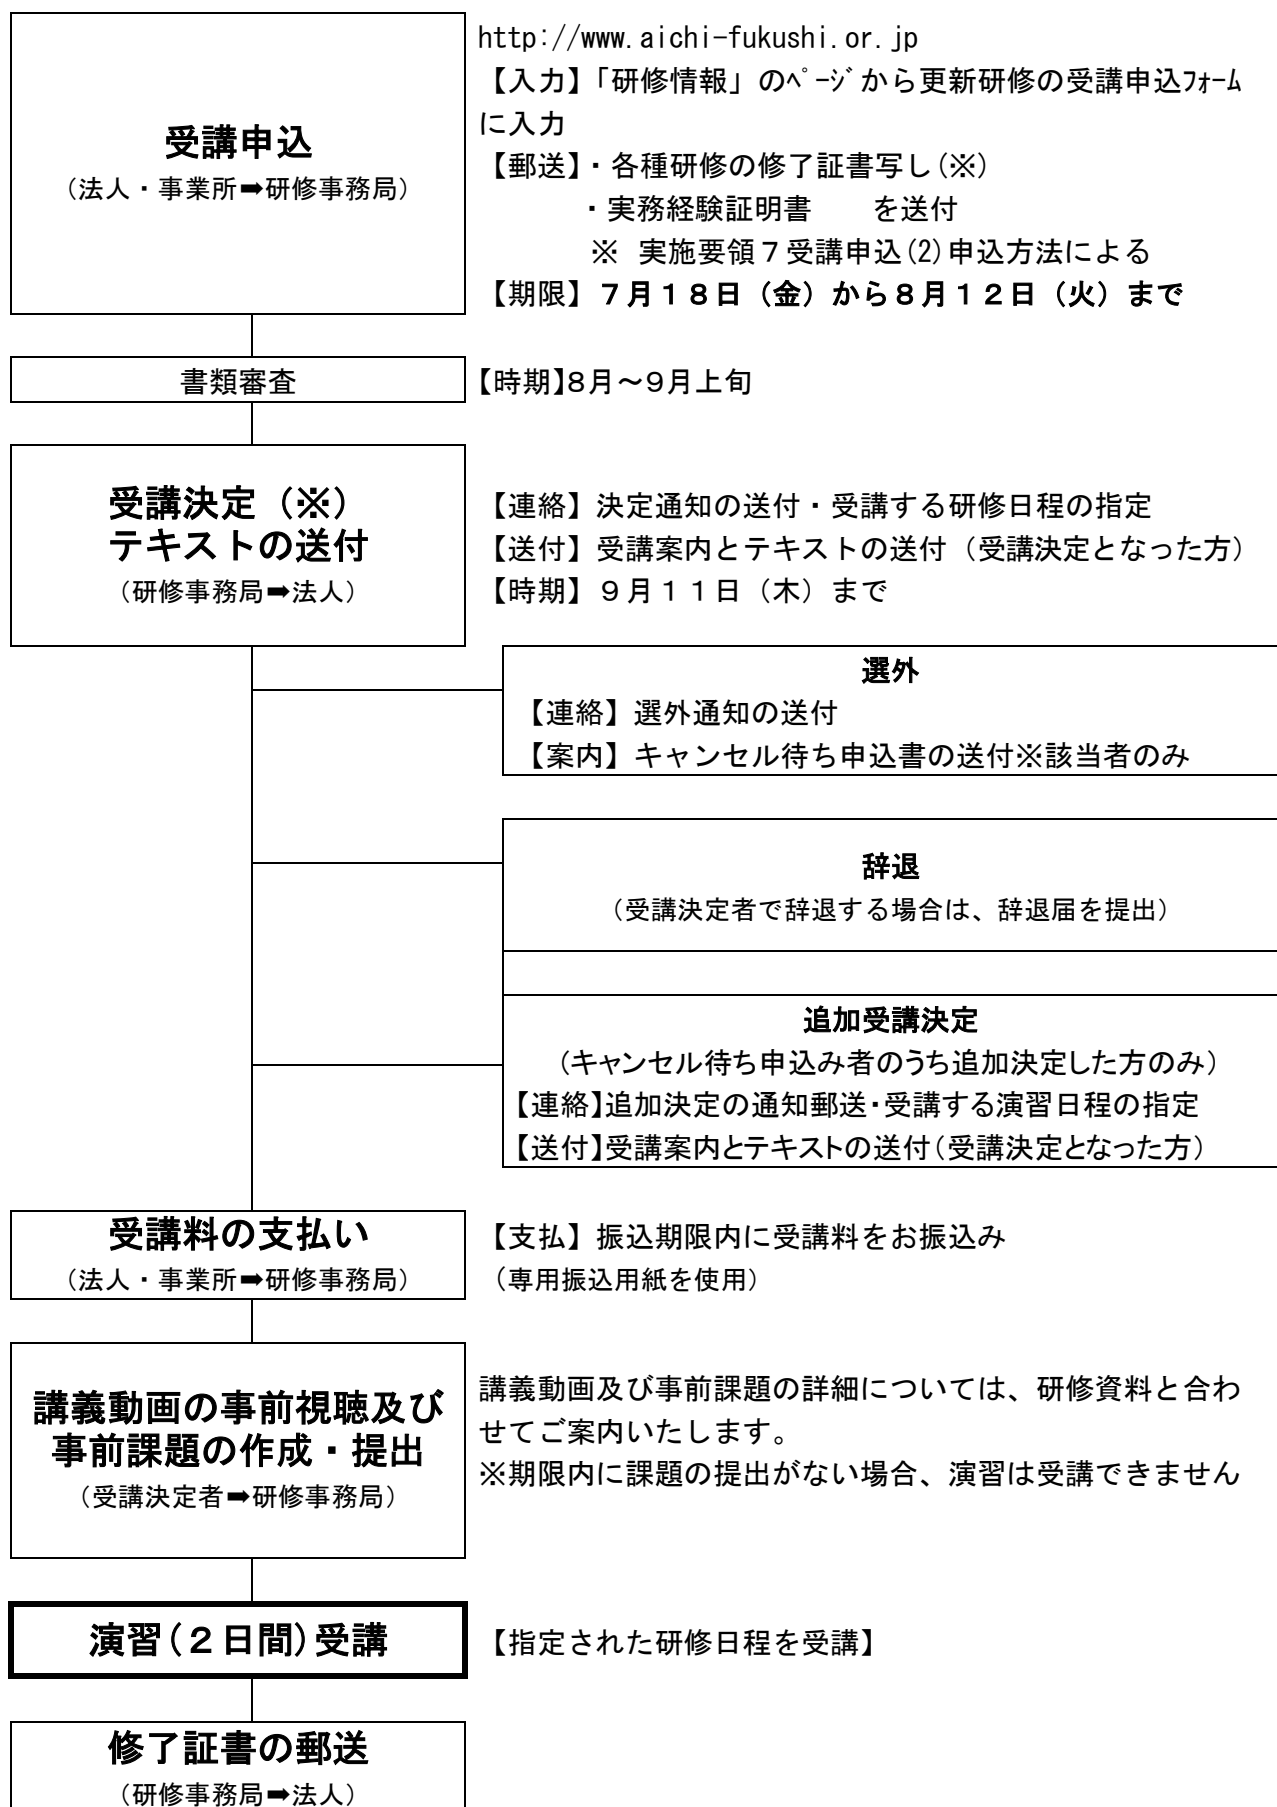 http://www.aichi-fukushi.or.jp
【入力】「研修情報」のﾍﾟｰｼﾞから更新研修の受講申込ﾌｫｰﾑ
に入力
受講申込
（法人・事業所➡研修事務局）
【郵送】・各種研修の修了証書写し(※)
・実務経験証明書　　を送付
※ 実施要領７受講申込(2)申込方法による
【期限】７月１８日（金）から８月１２日（火）まで
書類審査
【時期】８月～９月上旬
受講決定（※）
テキストの送付
（研修事務局➡法人）
【連絡】決定通知の送付・受講する研修日程の指定
【送付】受講案内とテキストの送付（受講決定となった方）
【時期】９月１１日（木）まで
選外
【連絡】選外通知の送付
【案内】キャンセル待ち申込書の送付※該当者のみ
辞退
（受講決定者で辞退する場合は、辞退届を提出）
追加受講決定
（キャンセル待ち申込み者のうち追加決定した方のみ）
【連絡】追加決定の通知郵送・受講する演習日程の指定
【送付】受講案内とテキストの送付（受講決定となった方）
受講料の支払い
（法人・事業所➡研修事務局）
【支払】振込期限内に受講料をお振込み
（専用振込用紙を使用）
講義動画の事前視聴及び
事前課題の作成・提出
（受講決定者➡研修事務局）
講義動画及び事前課題の詳細については、研修資料と合わ
せてご案内いたします。
※期限内に課題の提出がない場合、演習は受講できません
演習(２日間)受講
【指定された研修日程を受講】
修了証書の郵送
（研修事務局➡法人）